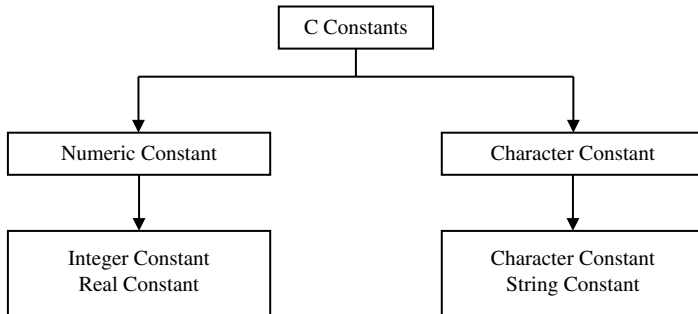 C Constants
Numeric Constant
Character Constant
Integer Constant
Real Constant
Character Constant
String Constant